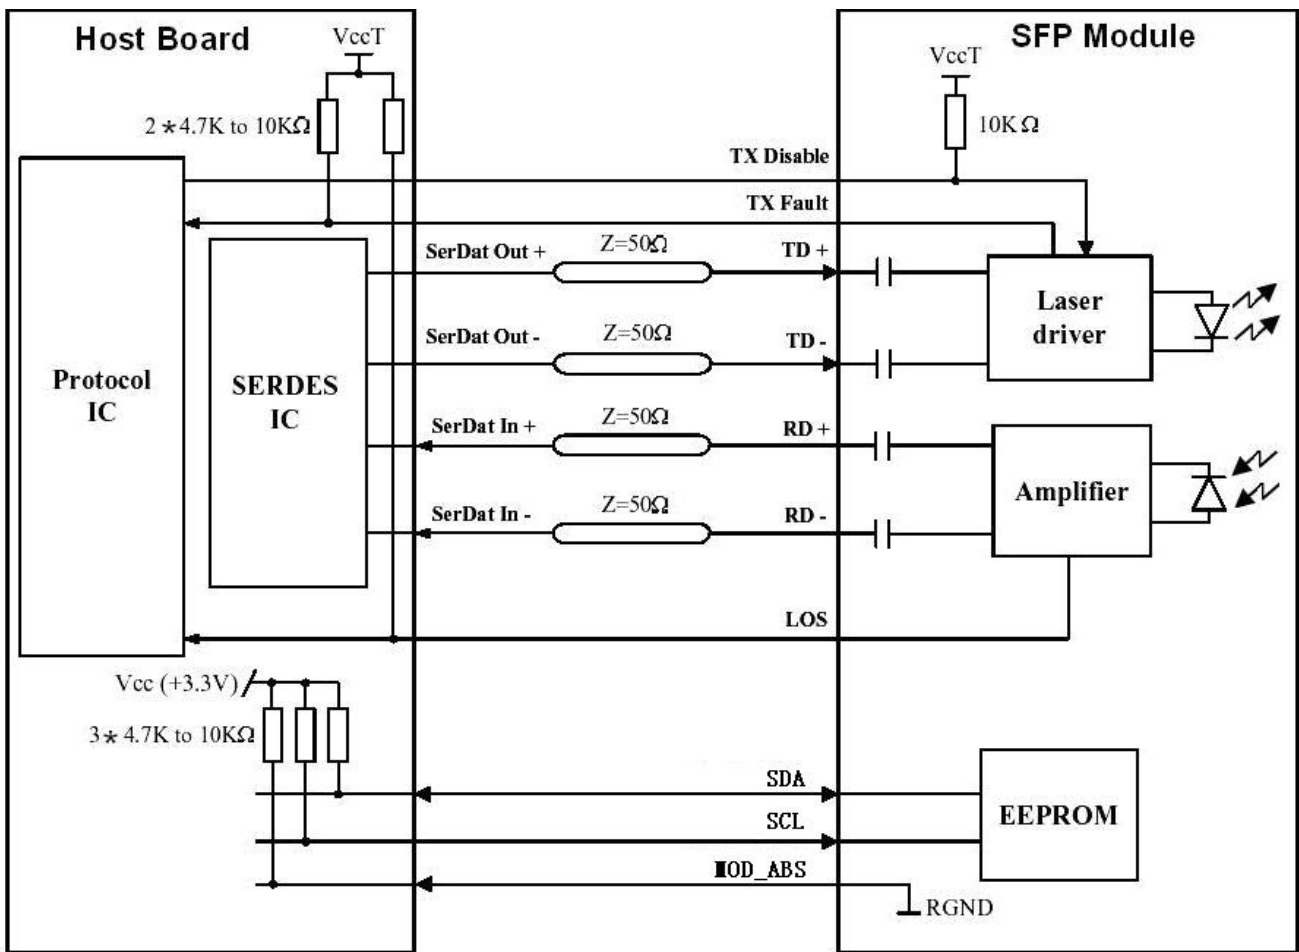 Host Board
SFP Module
VccT
VccT
2*4.7K to 10KΩ
10KΩ
TX Disable
TX Fault
SerDat Out +
Z=50Ω
TD +
Laser
driver
SerDat Out -
Z=50Ω
TD -
Protocol
IC
SERDES
IC
SerDat In +
Z=50Ω
RD +
Amplifier
SerDat In -
Z=50Ω
RD -
LOS
Vcc (+3.3V)
3*4.7K to 10KΩ
SDA
SCL
EEPROM
MOD_ABS
RGND